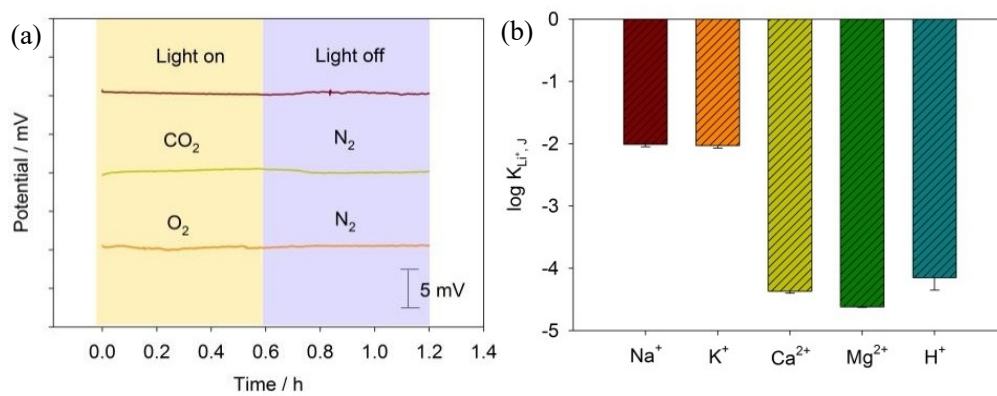 (a)
Potential / mV
Light on
Light off
CO₂
N₂
O₂
N₂
5 mV
0.0 0.2 0.4 0.6 0.8 1.0 1.2 1.4
Time / h
(b)
log K_Li⁺, J
0
-1
-2
-3
-4
-5
Na⁺ K⁺ Ca²⁺ Mg²⁺ H⁺